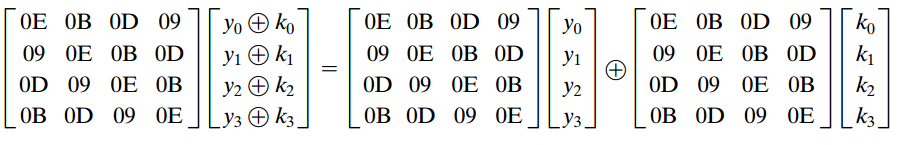 [0E 0B 0D 09] [y₀ ⊕ k₀] [0E 0B 0D 09] [y₀] [0E 0B 0D 09] [k₀]
[09 0E 0B 0D] [y₁ ⊕ k₁] = [09 0E 0B 0D] [y₁] ⊕ [09 0E 0B 0D] [k₁]
[0D 09 0E 0B] [y₂ ⊕ k₂] [0D 09 0E 0B] [y₂] [0D 09 0E 0B] [k₂]
[0B 0D 09 0E] [y₃ ⊕ k₃] [0B 0D 09 0E] [y₃] [0B 0D 09 0E] [k₃]